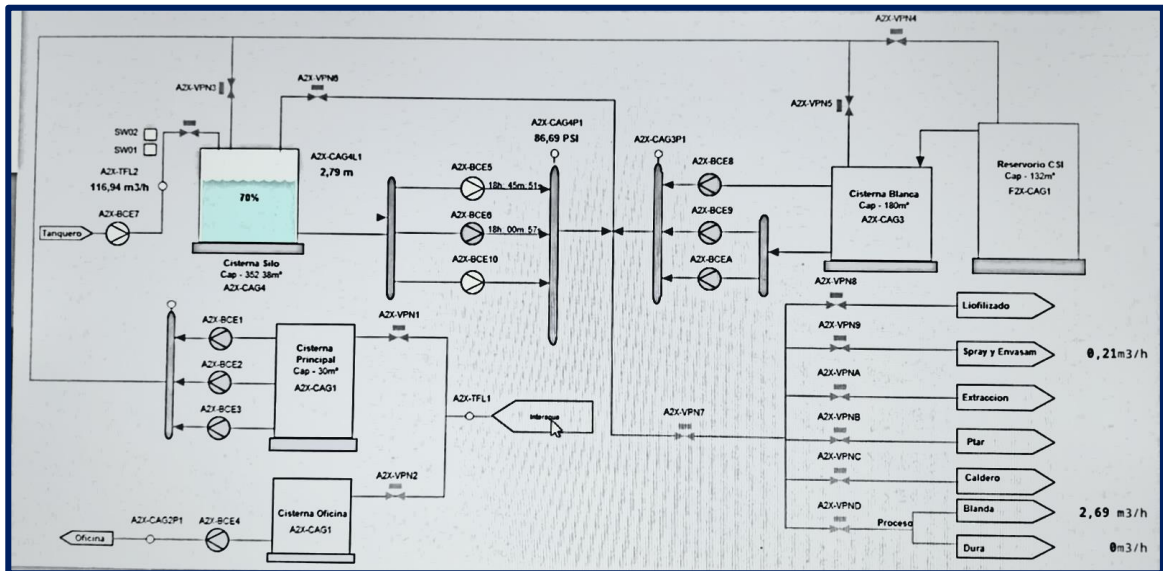 A2X-VPN4
A2X-VPN3
A2X-VPN6
A2X-VPN5
SW02
SW01
A2X-TFL2
116,94 m3/h
A2X-BCE7
Tanquero
70%
A2X-CAG4L1
2,79 m
Cisterna Silo
Cap - 352 38m³
A2X-CAG4
A2X-BCE5
18h, 45m, 51
A2X-BCE6
18h, 00m, 57
A2X-BCE10
A2X-CAG4P1
86,69 PSI
A2X-CAG3P1
A2X-BCE8
A2X-BCE9
A2X-BCEA
Cisterna Blanca
Cap - 180m³
A2X-CAG3
Reservorio CSI
Cap - 132m³
F2X-CAG1
A2X-BCE1
A2X-BCE2
A2X-BCE3
Cisterna
Principal
Cap - 30m³
A2X-CAG1
A2X-VPN1
A2X-TFL1
Interagua
A2X-VPN2
Cisterna Oficina
A2X-CAG1
A2X-BCE4
A2X-CAG2P1
Oficina
A2X-VPN7
A2X-VPN8
Liofilizado
A2X-VPN9
Spray y Envasam
0,21m3/h
A2X-VPNA
Extraccion
A2X-VPNB
Ptar
A2X-VPNC
Caldero
A2X-VPND
Proceso
Blanda
2,69 m3/h
Dura
0m3/h